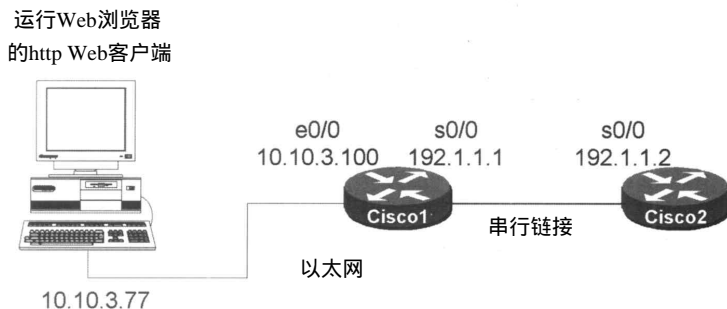 运行Web浏览器
的http Web客户端
e0/0
s0/0
s0/0
10.10.3.100
192.1.1.1
192.1.1.2
Cisco1
Cisco2
串行链接
以太网
10.10.3.77